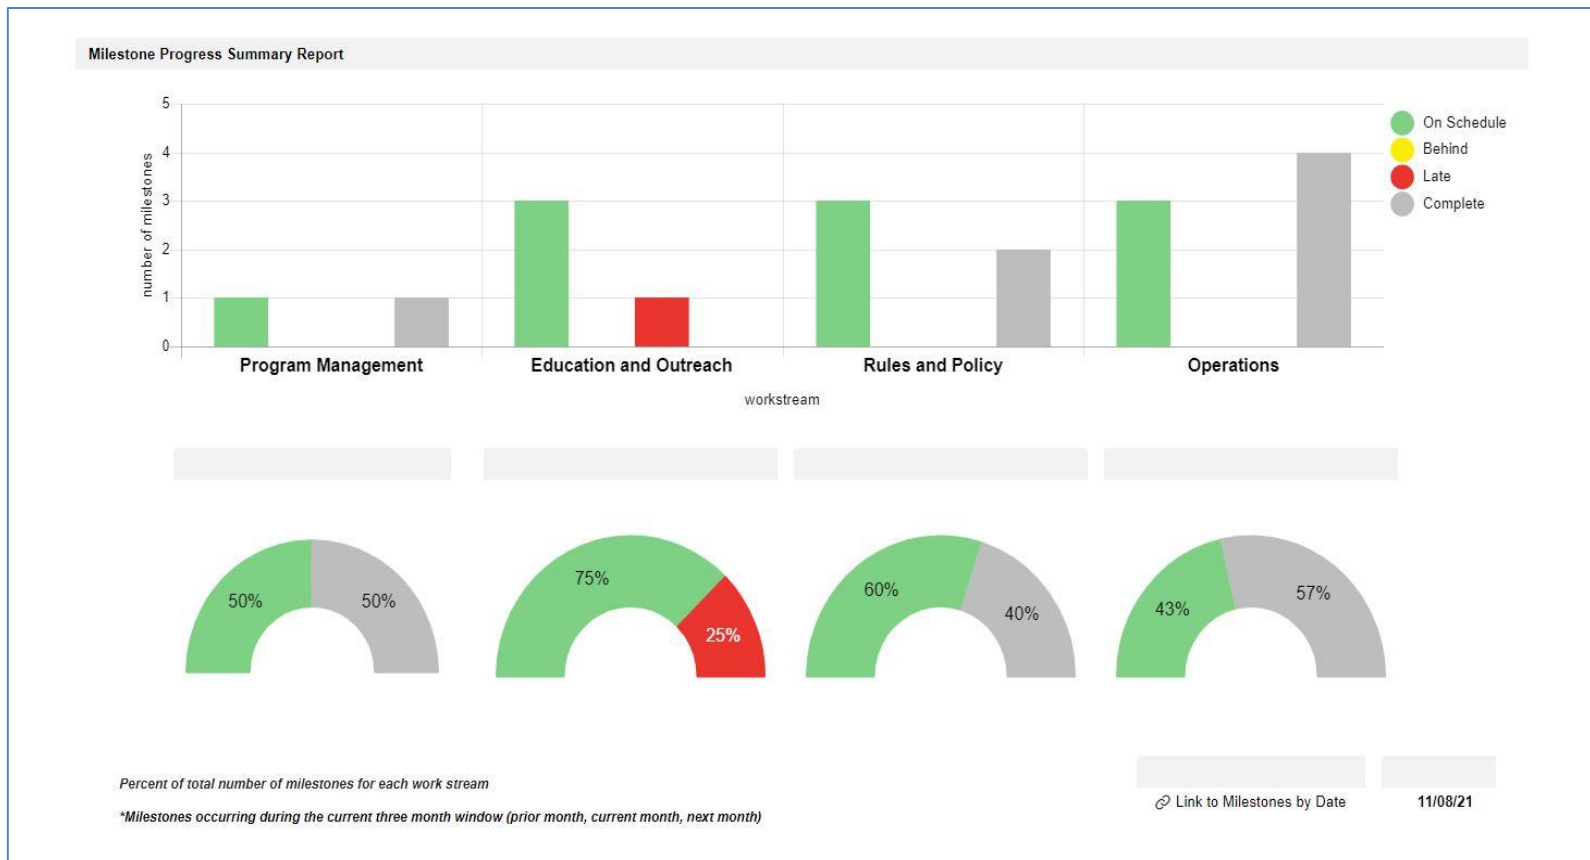 Milestone Progress Summary Report
5
4
3
2
1
0
number of milestones
On Schedule
Behind
Late
Complete
Program Management
Education and Outreach
Rules and Policy
Operations
workstream
50%
50%
75%
25%
60%
40%
43%
57%
Percent of total number of milestones for each work stream
*Milestones occurring during the current three month window (prior month, current month, next month)
Link to Milestones by Date
11/08/21